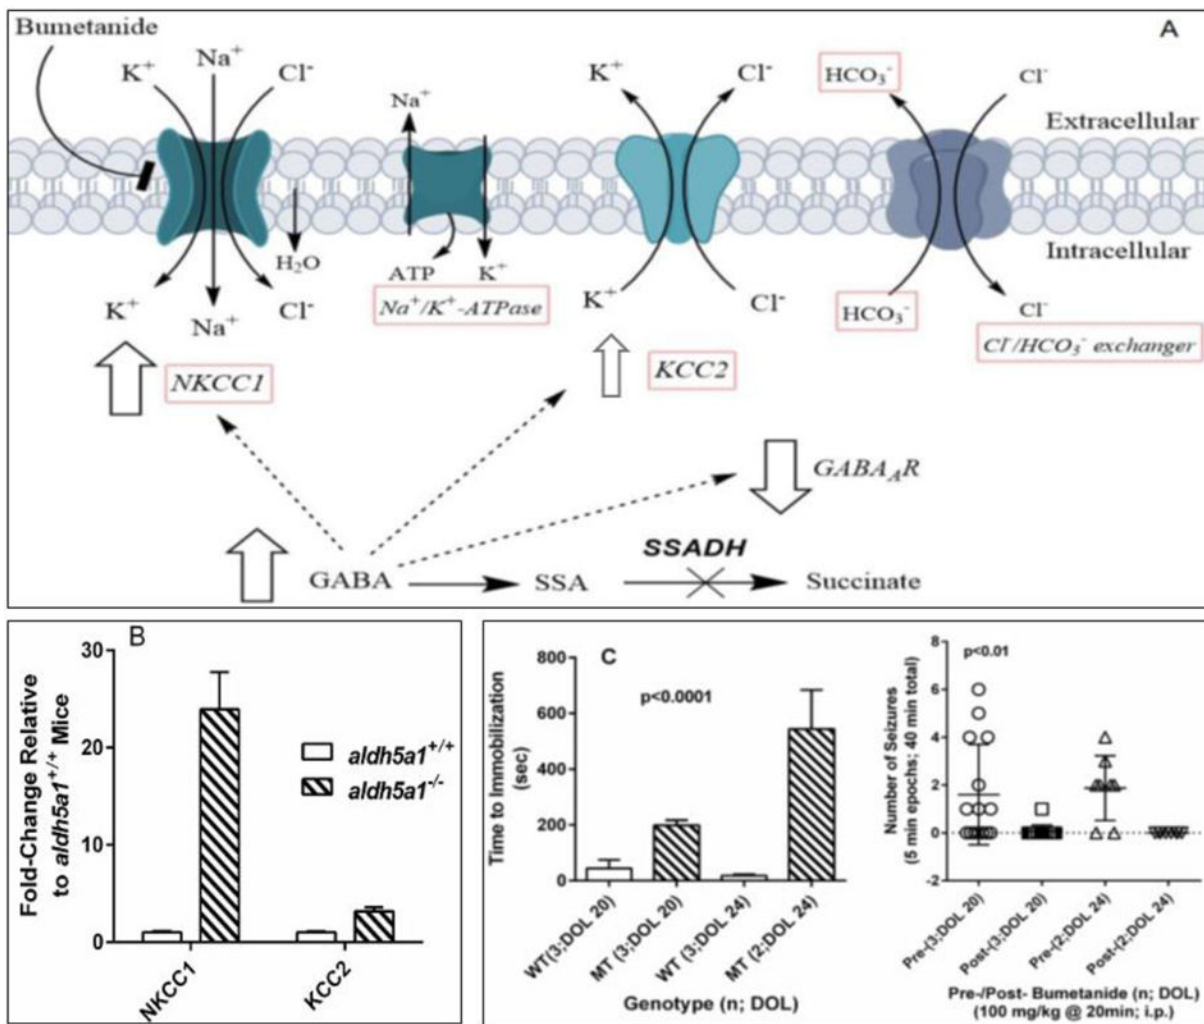 A
Bumetanide
K⁺ Na⁺ Cl⁻
Na⁺
K⁺ Cl⁻
HCO₃⁻ Cl⁻
Extracellular
Intracellular
H₂O
K⁺ Na⁺ Cl⁻
ATP K⁺
Na⁺/K⁺-ATPase
K⁺ Cl⁻
HCO₃⁻ Cl⁻
Cl⁻/HCO₃⁻ exchanger
NKCC1
KCC2
GABA_AR
SSADH
GABA SSA Succinate
B
Fold-Change Relative
to aldh5a1⁺/⁺ Mice
30
20
10
0
aldh5a1⁺/⁺
aldh5a1⁻/⁻
NKCC1 KCC2
C
Time to Immobilization
(sec)
800
600
400
200
0
p<0.0001
WT(3;DOL 20) MT (3;DOL 20) WT (3;DOL 24) MT (2;DOL 24)
Genotype (n; DOL)
Number of Seizures
(5 min epochs; 40 min total)
8
6
4
2
0
-2
p<0.01
Pre-(3;DOL 20) Post-(3;DOL 20) Pre-(2;DOL 24) Post-(2;DOL 24)
Pre-/Post- Bumetanide (n; DOL)
(100 mg/kg @ 20min; i.p.)